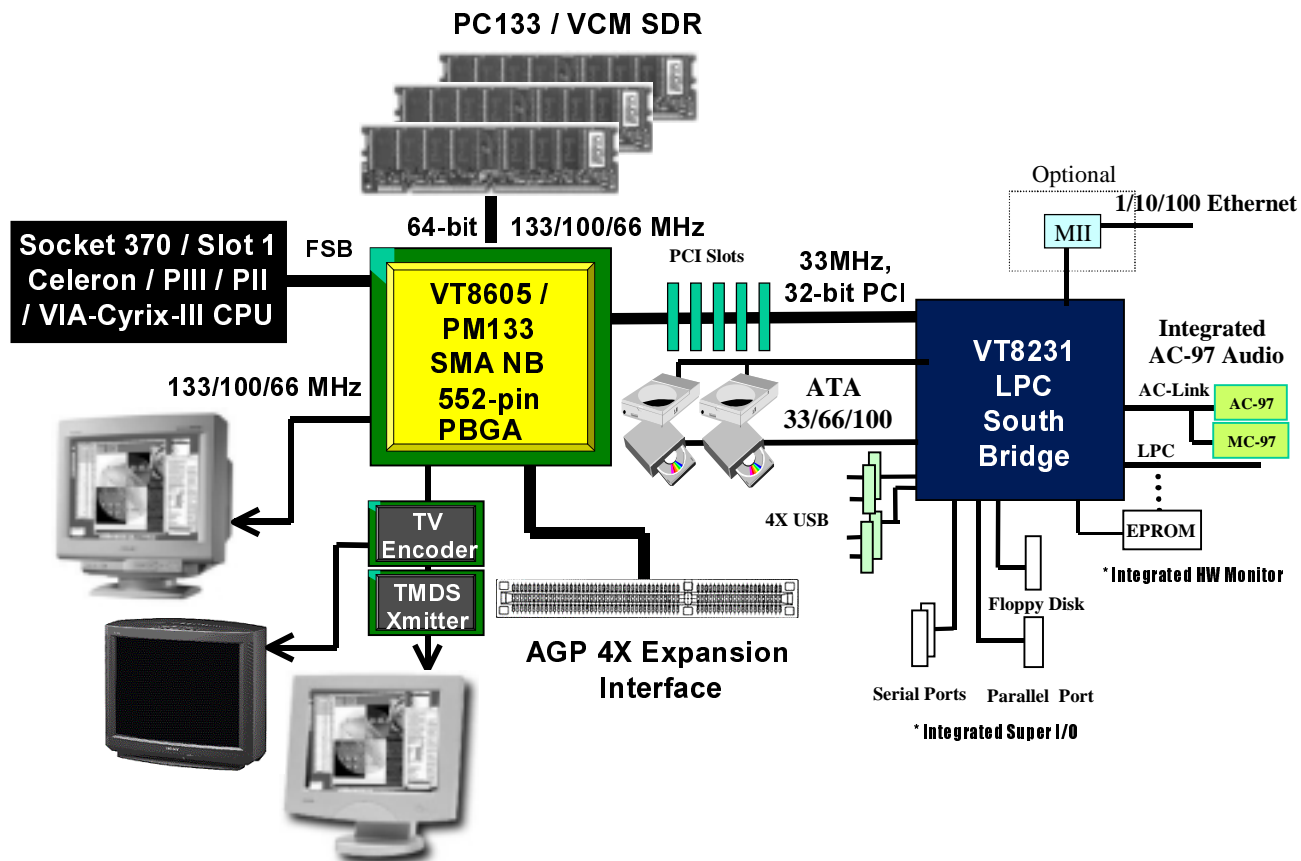 PC133 / VCM SDR
Optional
1/10/100 Ethernet
MII
64-bit
133/100/66 MHz
Socket 370 / Slot 1
Celeron / PIII / PII
/ VIA-Cyrix-III CPU
FSB
PCI Slots
33MHz,
32-bit PCI
VT8605 /
PM133
SMA NB
552-pin
PBGA
VT8231
LPC
South
Bridge
Integrated
AC-97 Audio
133/100/66 MHz
ATA
33/66/100
AC-Link
AC-97
MC-97
LPC
4X USB
EPROM
TV
Encoder
* Integrated HW Monitor
TMDS
Xmitter
Floppy Disk
AGP 4X Expansion
Interface
Serial Ports
Parallel Port
* Integrated Super I/O